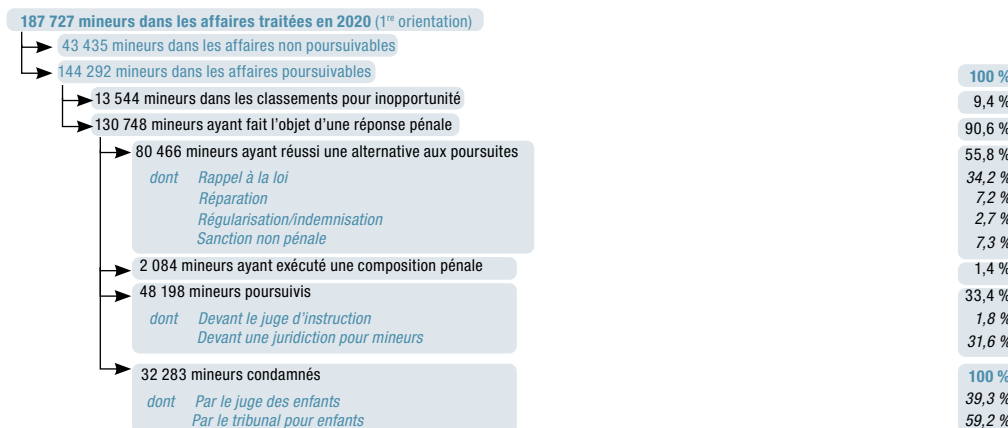 187 727 mineurs dans les affaires traitées en 2020 (1re orientation)
43 435 mineurs dans les affaires non poursuivables
144 292 mineurs dans les affaires poursuivables 100 %
13 544 mineurs dans les classements pour inopportunité 9,4 %
130 748 mineurs ayant fait l’objet d’une réponse pénale 90,6 %
80 466 mineurs ayant réussi une alternative aux poursuites 55,8 %
dont Rappel à la loi 34,2 %
Réparation 7,2 %
Régularisation/indemnisation 2,7 %
Sanction non pénale 7,3 %
2 084 mineurs ayant exécuté une composition pénale 1,4 %
48 198 mineurs poursuivis 33,4 %
dont Devant le juge d’instruction 1,8 %
Devant une juridiction pour mineurs 31,6 %
32 283 mineurs condamnés 100 %
dont Par le juge des enfants 39,3 %
Par le tribunal pour enfants 59,2 %